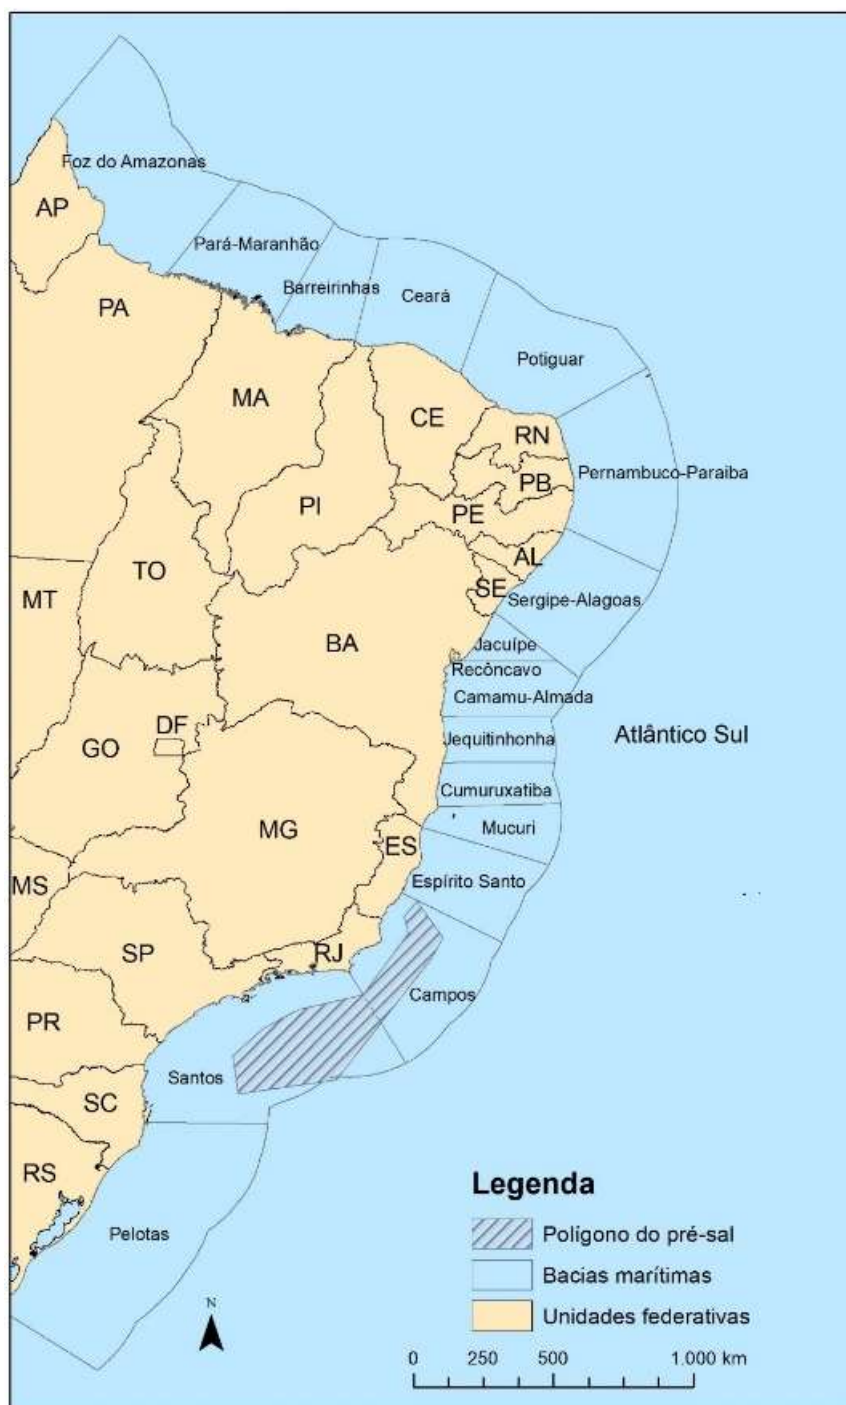 Foz do Amazonas
AP
Pará-Maranhão
Barreirinhas
Ceará
PA
Potiguar
MA
CE
RN
Pernambuco-Paraiba
PB
PI
PE
AL
TO
SE
MT
Sergipe-Alagoas
BA
Jacuípe
Recôncavo
Camamu-Almada
DF
Atlântico Sul
GO
Jequitinhonha
Cumuruxatiba
MG
Mucuri
ES
MS
Espírito Santo
SP
RJ
Campos
PR
Santos
SC
RS
Legenda
Pelotas
Polígono do pré-sal
Bacias marítimas
N
Unidades federativas
0 250 500 1.000 km